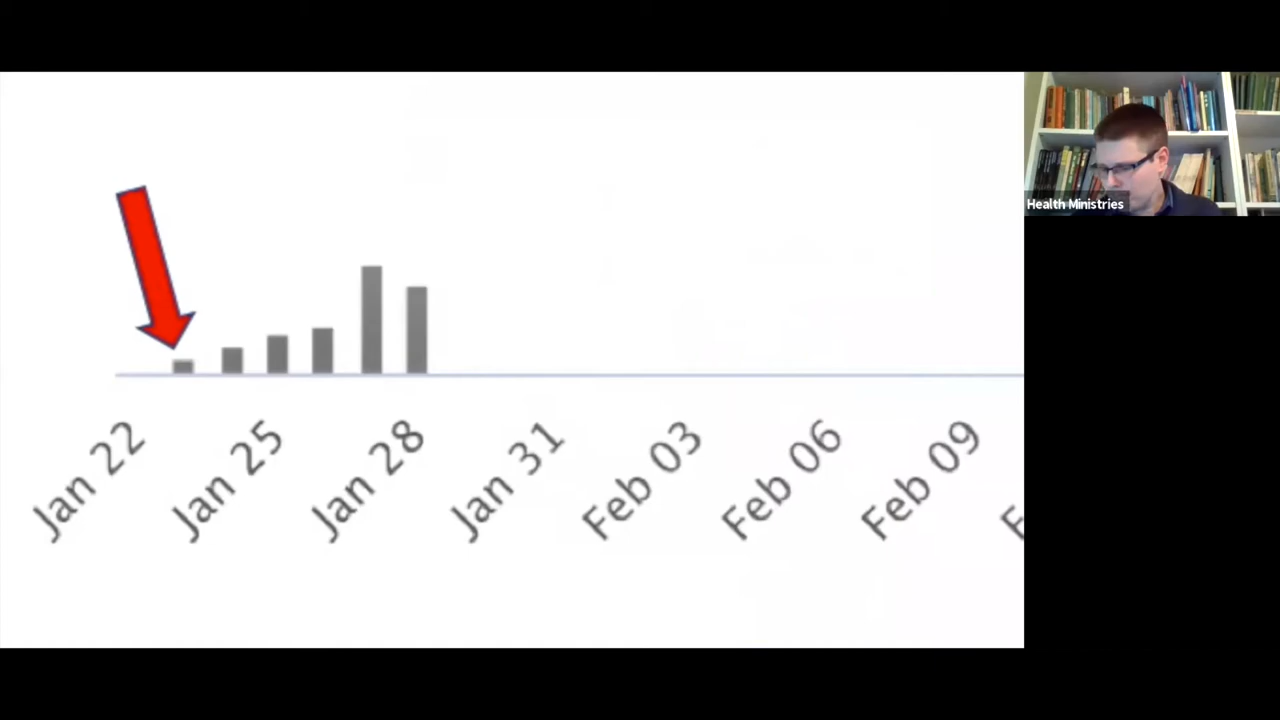 Health Ministries
Jan 22
Jan 25
Jan 28
Jan 31
Feb 03
Feb 06
Feb 09